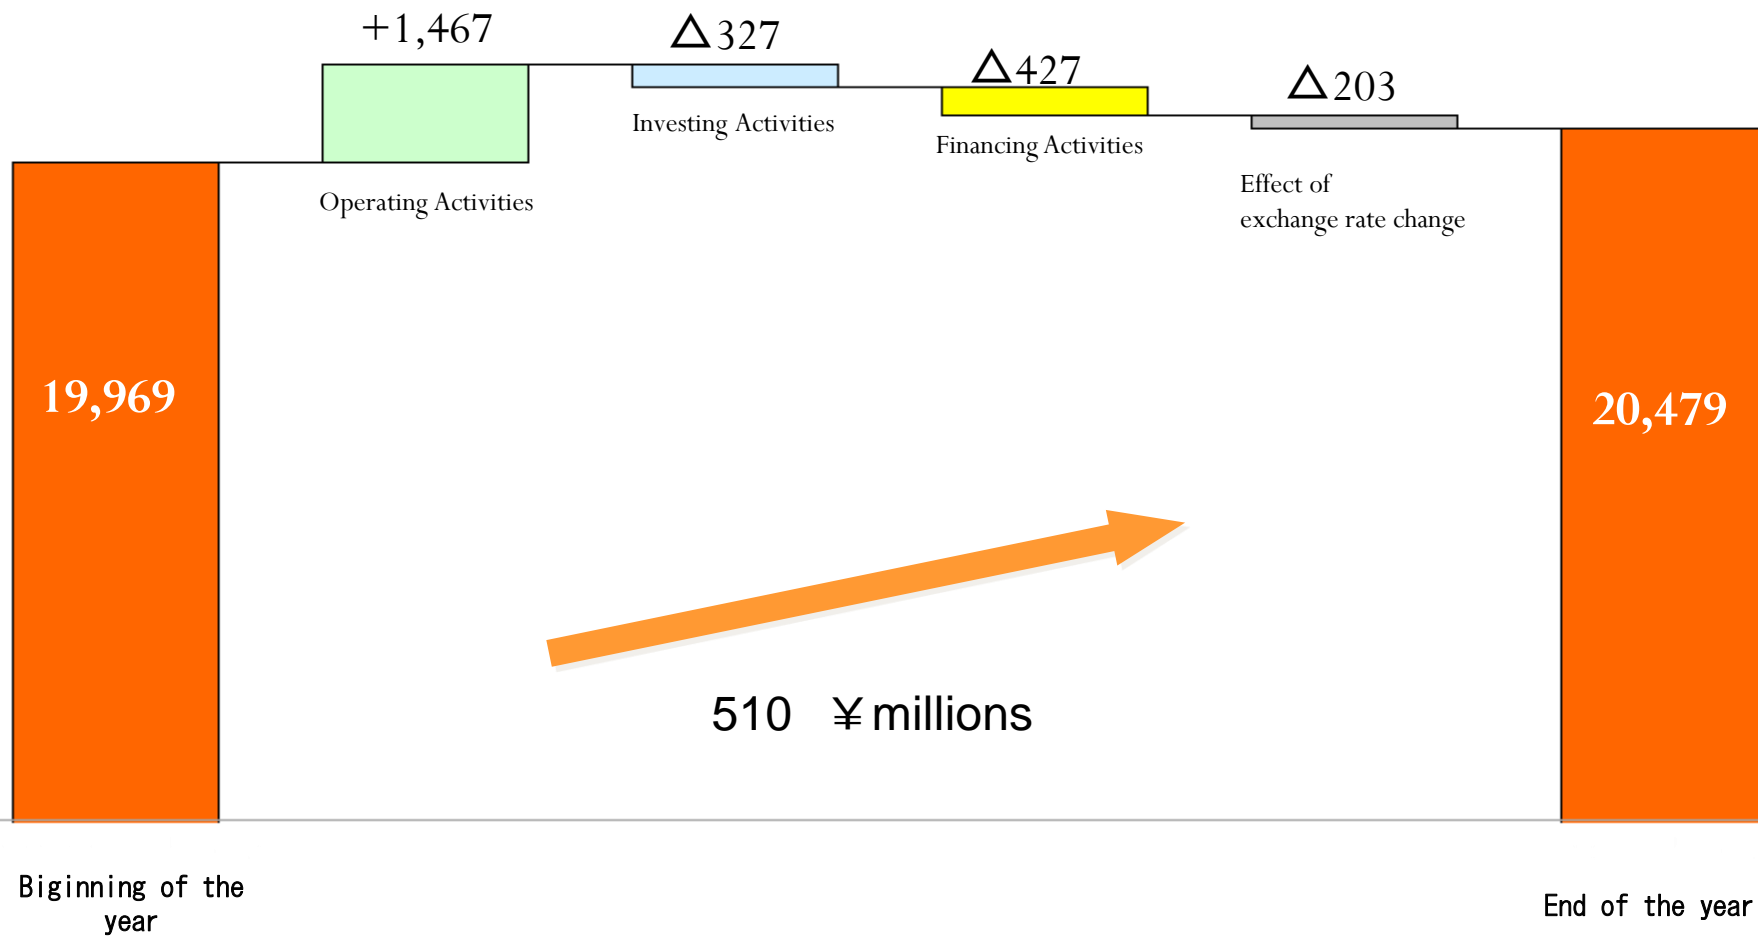 +1,467
△327
△427
△203
Investing Activities
Financing Activities
Operating Activities
Effect of
exchange rate change
19,969
20,479
510 ￥millions
Biginning of the
year
End of the year